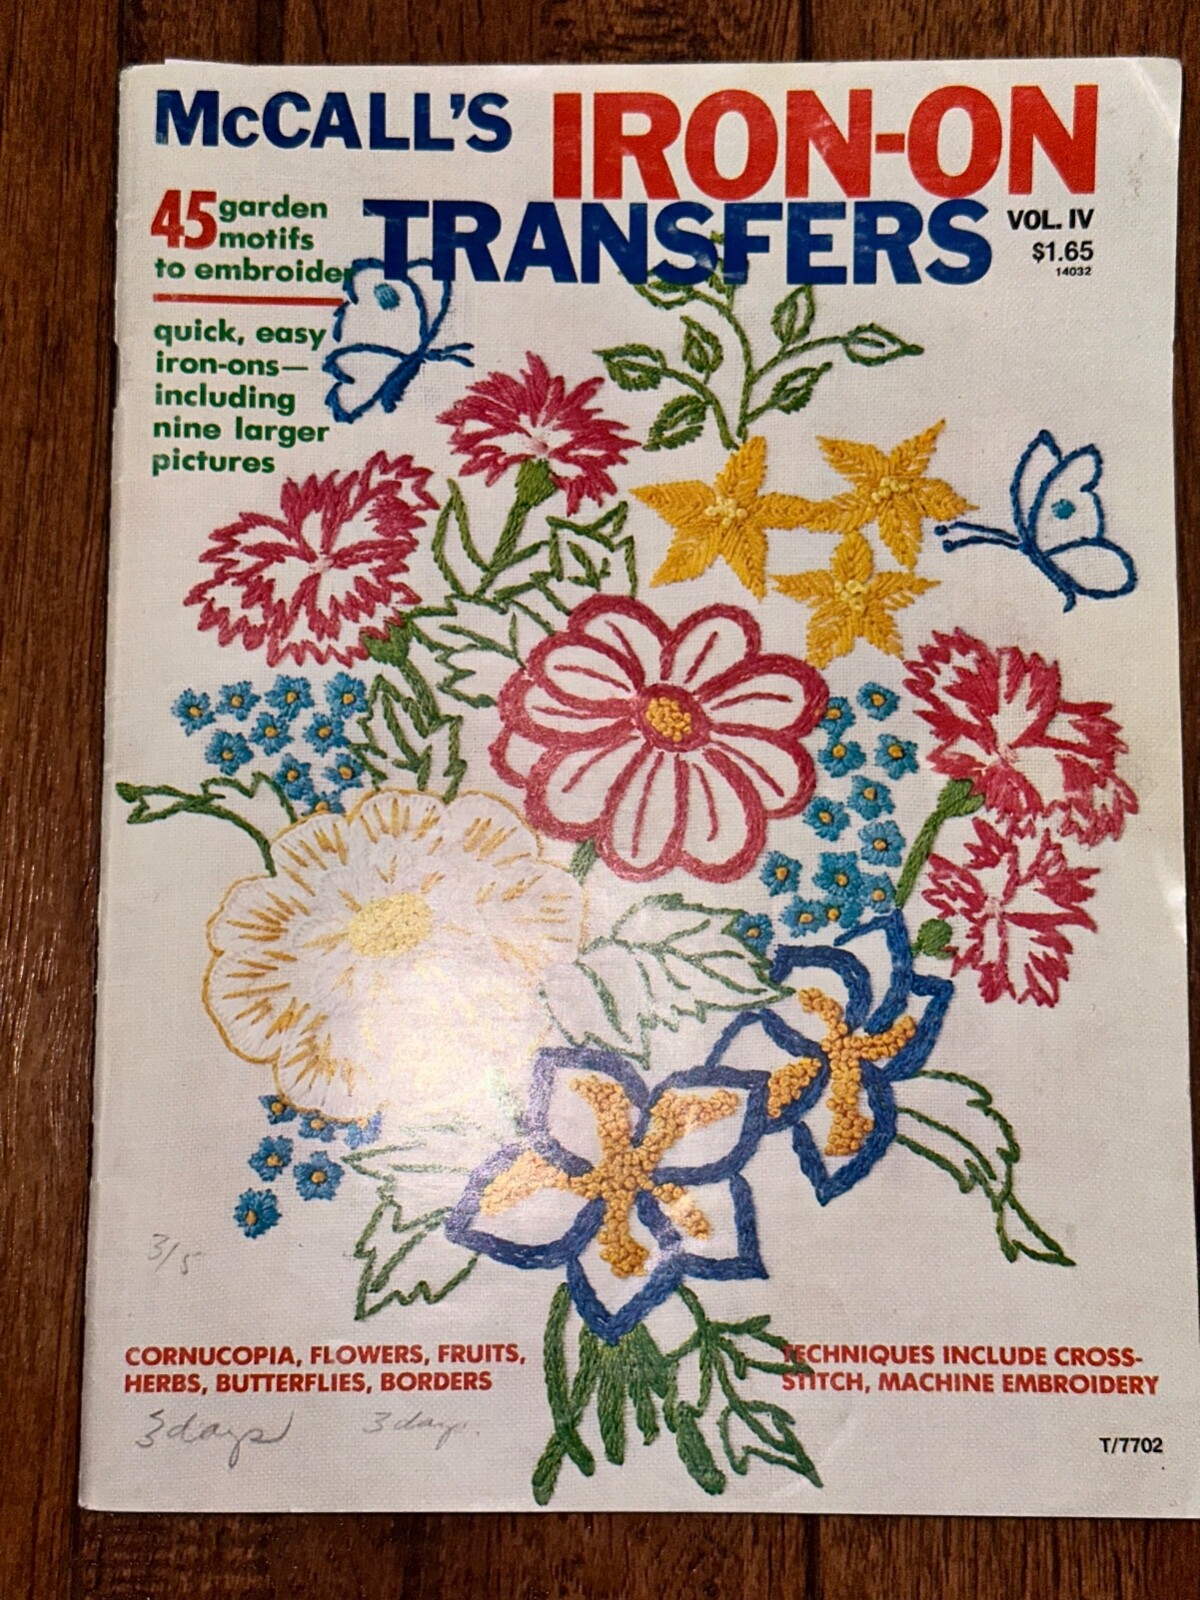 McCALL'S IRON-ON
TRANSFERS
VOL. IV
$1.65
14032
45 garden
motifs
to embroider
quick, easy
iron-ons—
including
nine larger
pictures
3/5
CORNUCOPIA, FLOWERS, FRUITS,
HERBS, BUTTERFLIES, BORDERS
TECHNIQUES INCLUDE CROSS-
STITCH, MACHINE EMBROIDERY
3 days 3 days.
T/7702